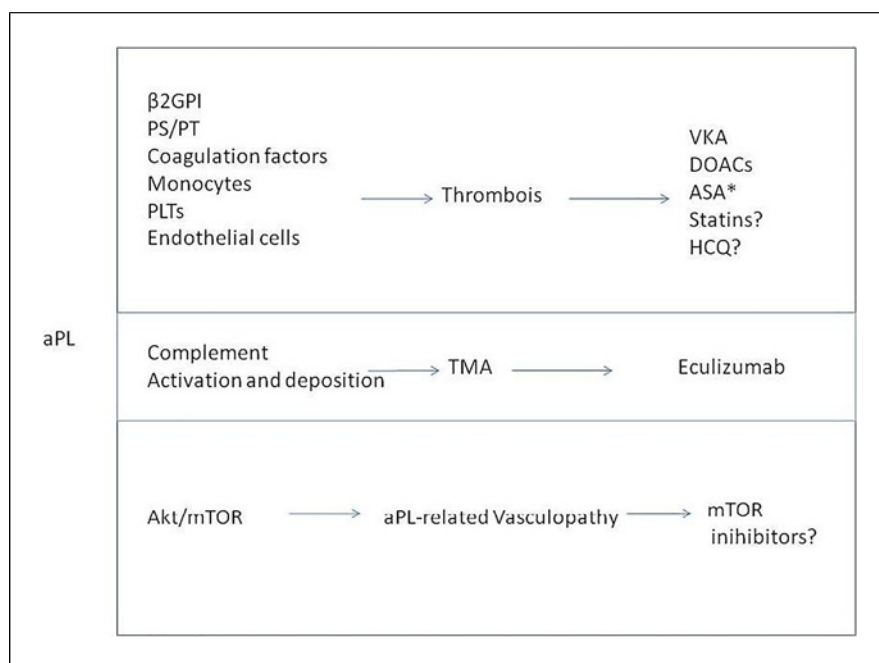 β2GPI
PS/PT
Coagulation factors
Monocytes
PLTs
Endothelial cells
Thrombois
VKA
DOACs
ASA*
Statins?
HCQ?
aPL
Complement
Activation and deposition
TMA
Eculizumab
Akt/mTOR
aPL-related Vasculopathy
mTOR
inihibitors?